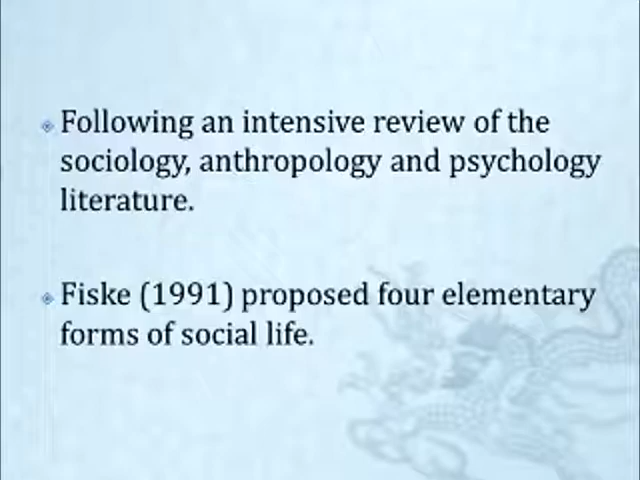 Following an intensive review of the
sociology, anthropology and psychology
literature.
Fiske (1991) proposed four elementary
forms of social life.